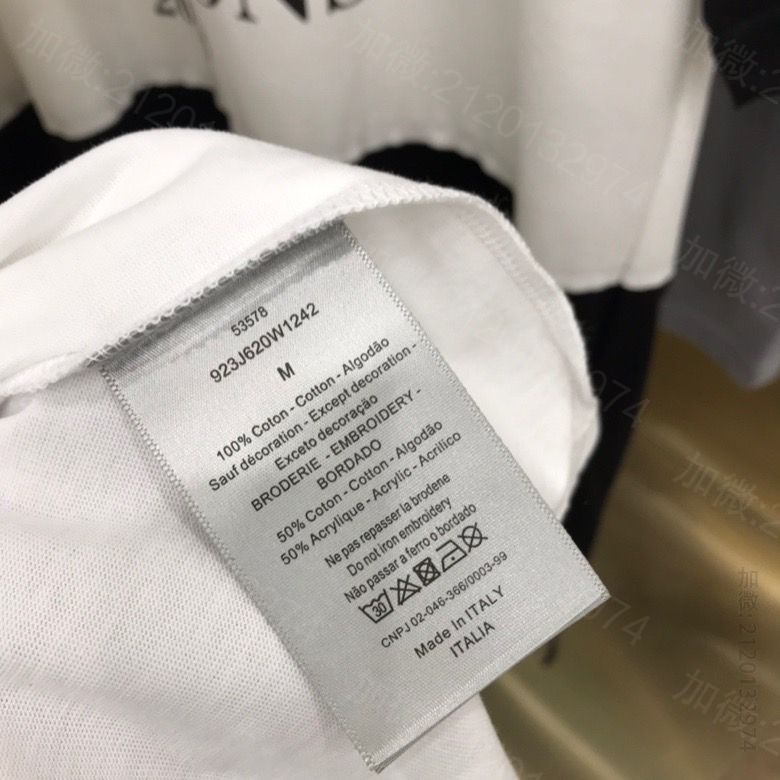 53578
923J620W1242
M
100% Coton - Cotton - Algodão
Sauf décoration - Except decoration -
Exceto decoração
BRODERIE - EMBROIDERY -
BORDADO
50% Coton - Cotton - Algodão
50% Acrylique - Acrylic - Acrilico
Ne pas repasser la brodene
Do not iron embroidery
Não passar a ferro o bordado
30
CNPJ 02-046-366/0003-99
Made In ITALY
ITALIA
加微:2120132974
加微:2120132974